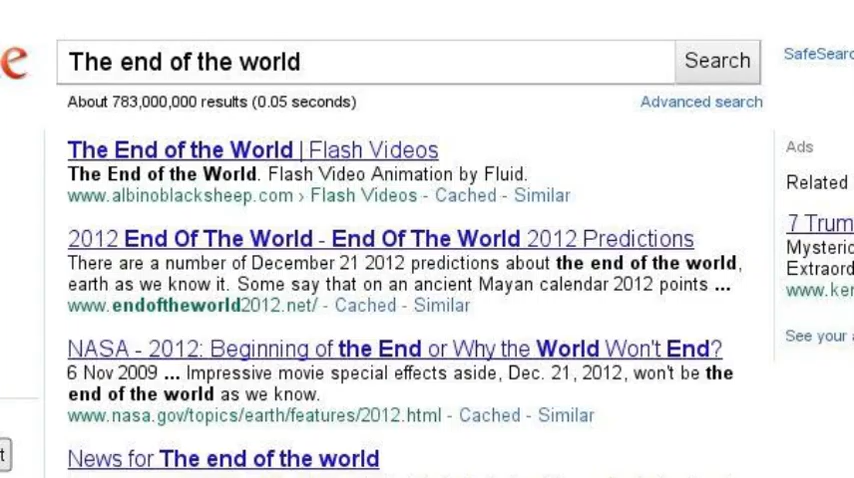 e
The end of the world
Search
SafeSearc
About 783,000,000 results (0.05 seconds)
Advanced search
The End of the World | Flash Videos
The End of the World. Flash Video Animation by Fluid.
www.albinoblacksheep.com › Flash Videos - Cached - Similar
2012 End Of The World - End Of The World 2012 Predictions
There are a number of December 21 2012 predictions about the end of the world,
earth as we know it. Some say that on an ancient Mayan calendar 2012 points ...
www.endoftheworld2012.net/ - Cached - Similar
NASA - 2012: Beginning of the End or Why the World Won't End?
6 Nov 2009 ... Impressive movie special effects aside, Dec. 21, 2012, won't be the
end of the world as we know.
www.nasa.gov/topics/earth/features/2012.html - Cached - Similar
News for The end of the world
Ads
Related
7 Trum
Mysteric
Extraord
www.ker
See your a
t